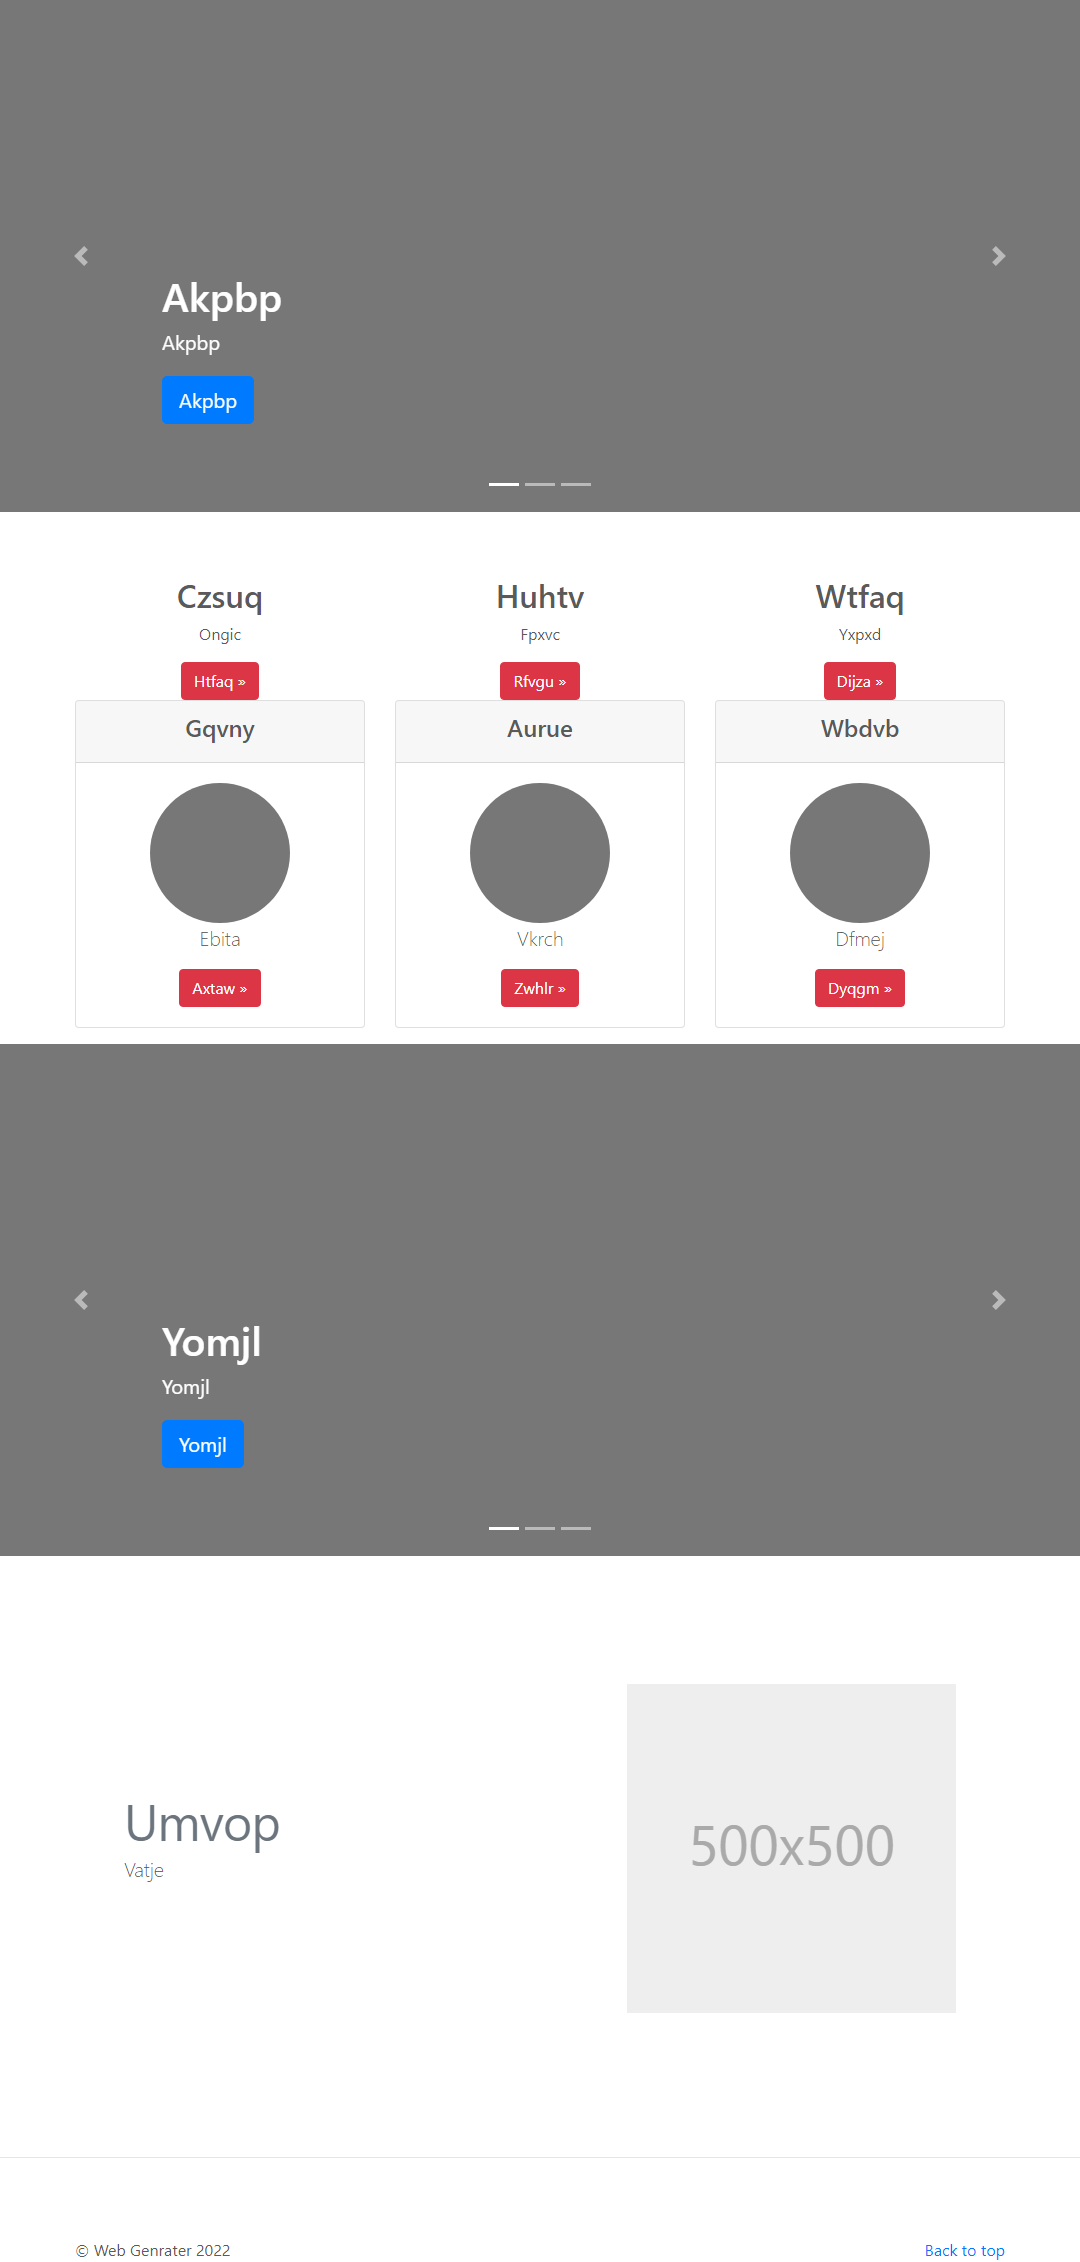 Akpbp
Akpbp
Akpbp
Czsuq
Ongic
Htfaq »
Huhtv
Fpxvc
Rfvgu »
Wtfaq
Yxpxd
Dijza »
Gqvny
Ebita
Axtaw »
Aurue
Vkrch
Zwhlr »
Wbdvb
Dfmej
Dyqgm »
Yomjl
Yomjl
Yomjl
Umvop
Vatje
500x500
© Web Genrater 2022
Back to top